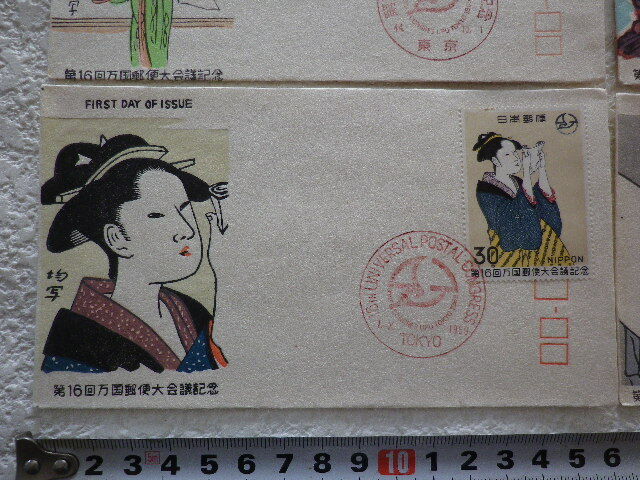 第16回万国郵便大会議記念
東京
FIRST DAY OF ISSUE
日本郵便
30
NIPPON
第16回万国郵便大会議記念
16th UNIVERSAL POSTAL CONGRESS
1969
TOKYO
第16回万国郵便大会議記念
2 3 5m 4 5 6 7 8 9 10 1 2 3 4 5 6